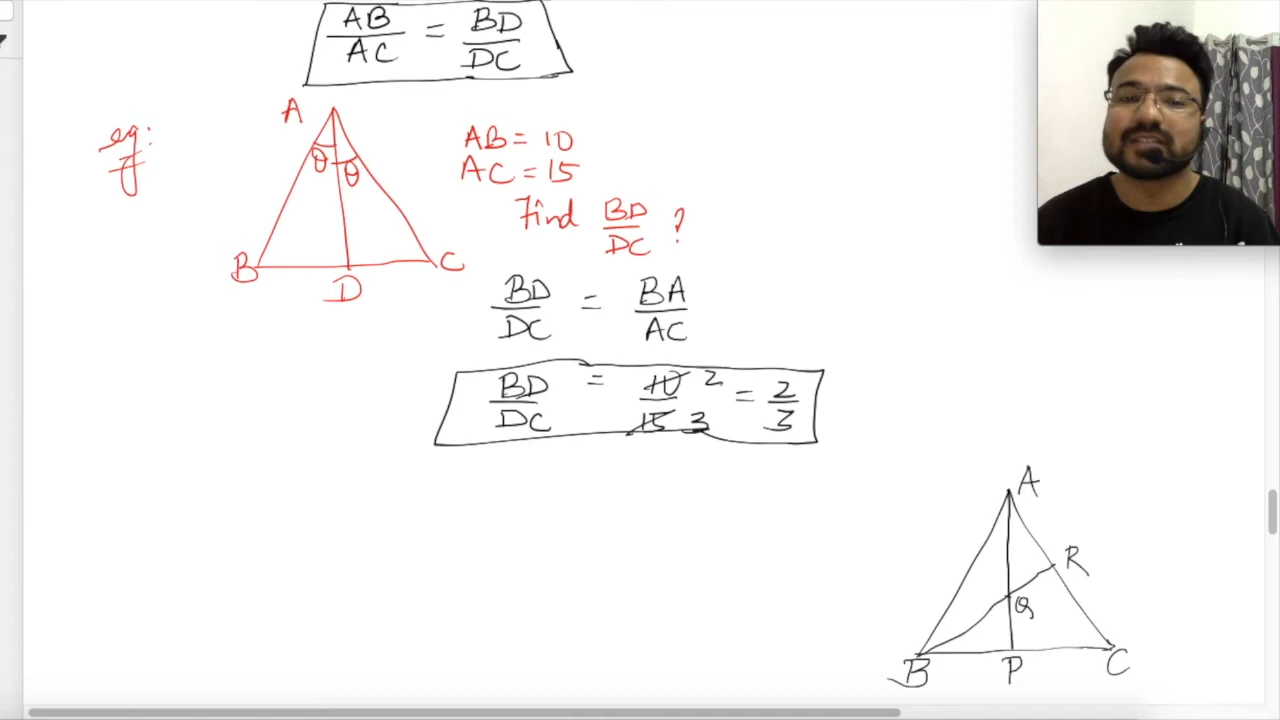 AB/AC = BD/DC
eg:
A
θ θ
B D C
AB = 10
AC = 15
Find BD/DC ?
BD/DC = BA/AC
BD/DC = 10/15 2/3 = 2/3
A
R
Q
B P C